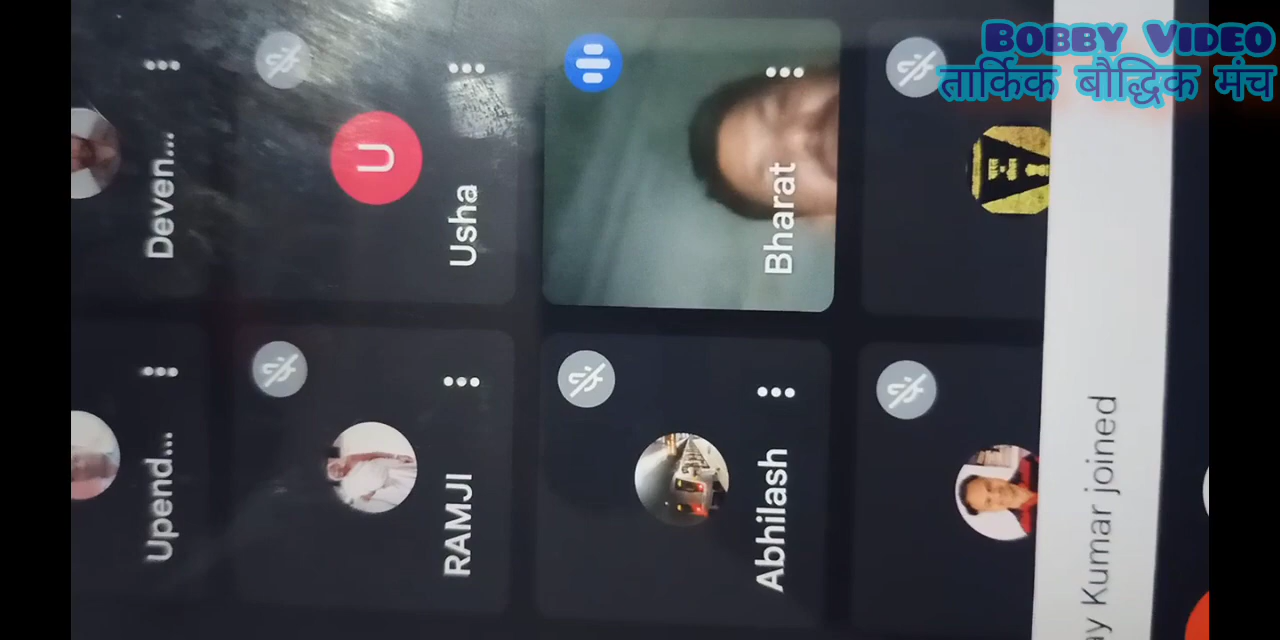 BOBBY VIDEO
तार्किक बौद्धिक मंच
Deven...
Usha
U
Bharat
Upend...
RAMJI
Abhilash
Kumar joined